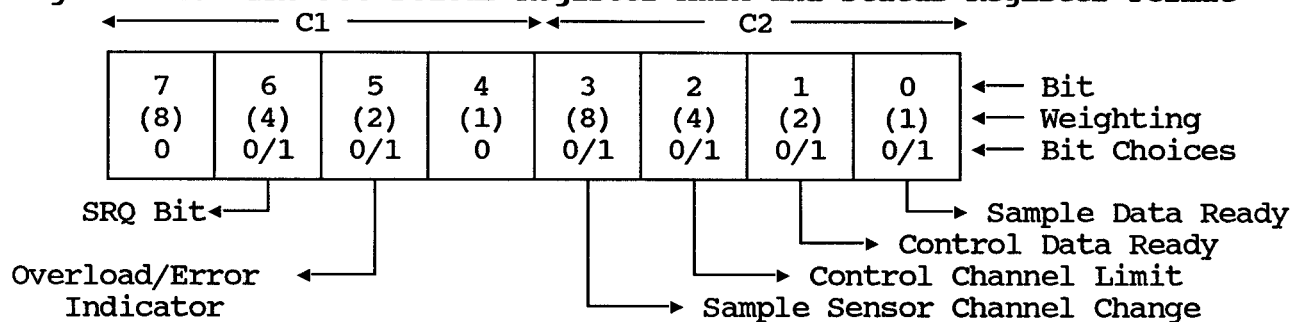 C1 C2
7 6 5 4 3 2 1 0 Bit
(8) (4) (2) (1) (8) (4) (2) (1) Weighting
0 0/1 0/1 0 0/1 0/1 0/1 0/1 Bit Choices
SRQ Bit Sample Data Ready
Control Data Ready
Overload/Error Control Channel Limit
Indicator Sample Sensor Channel Change